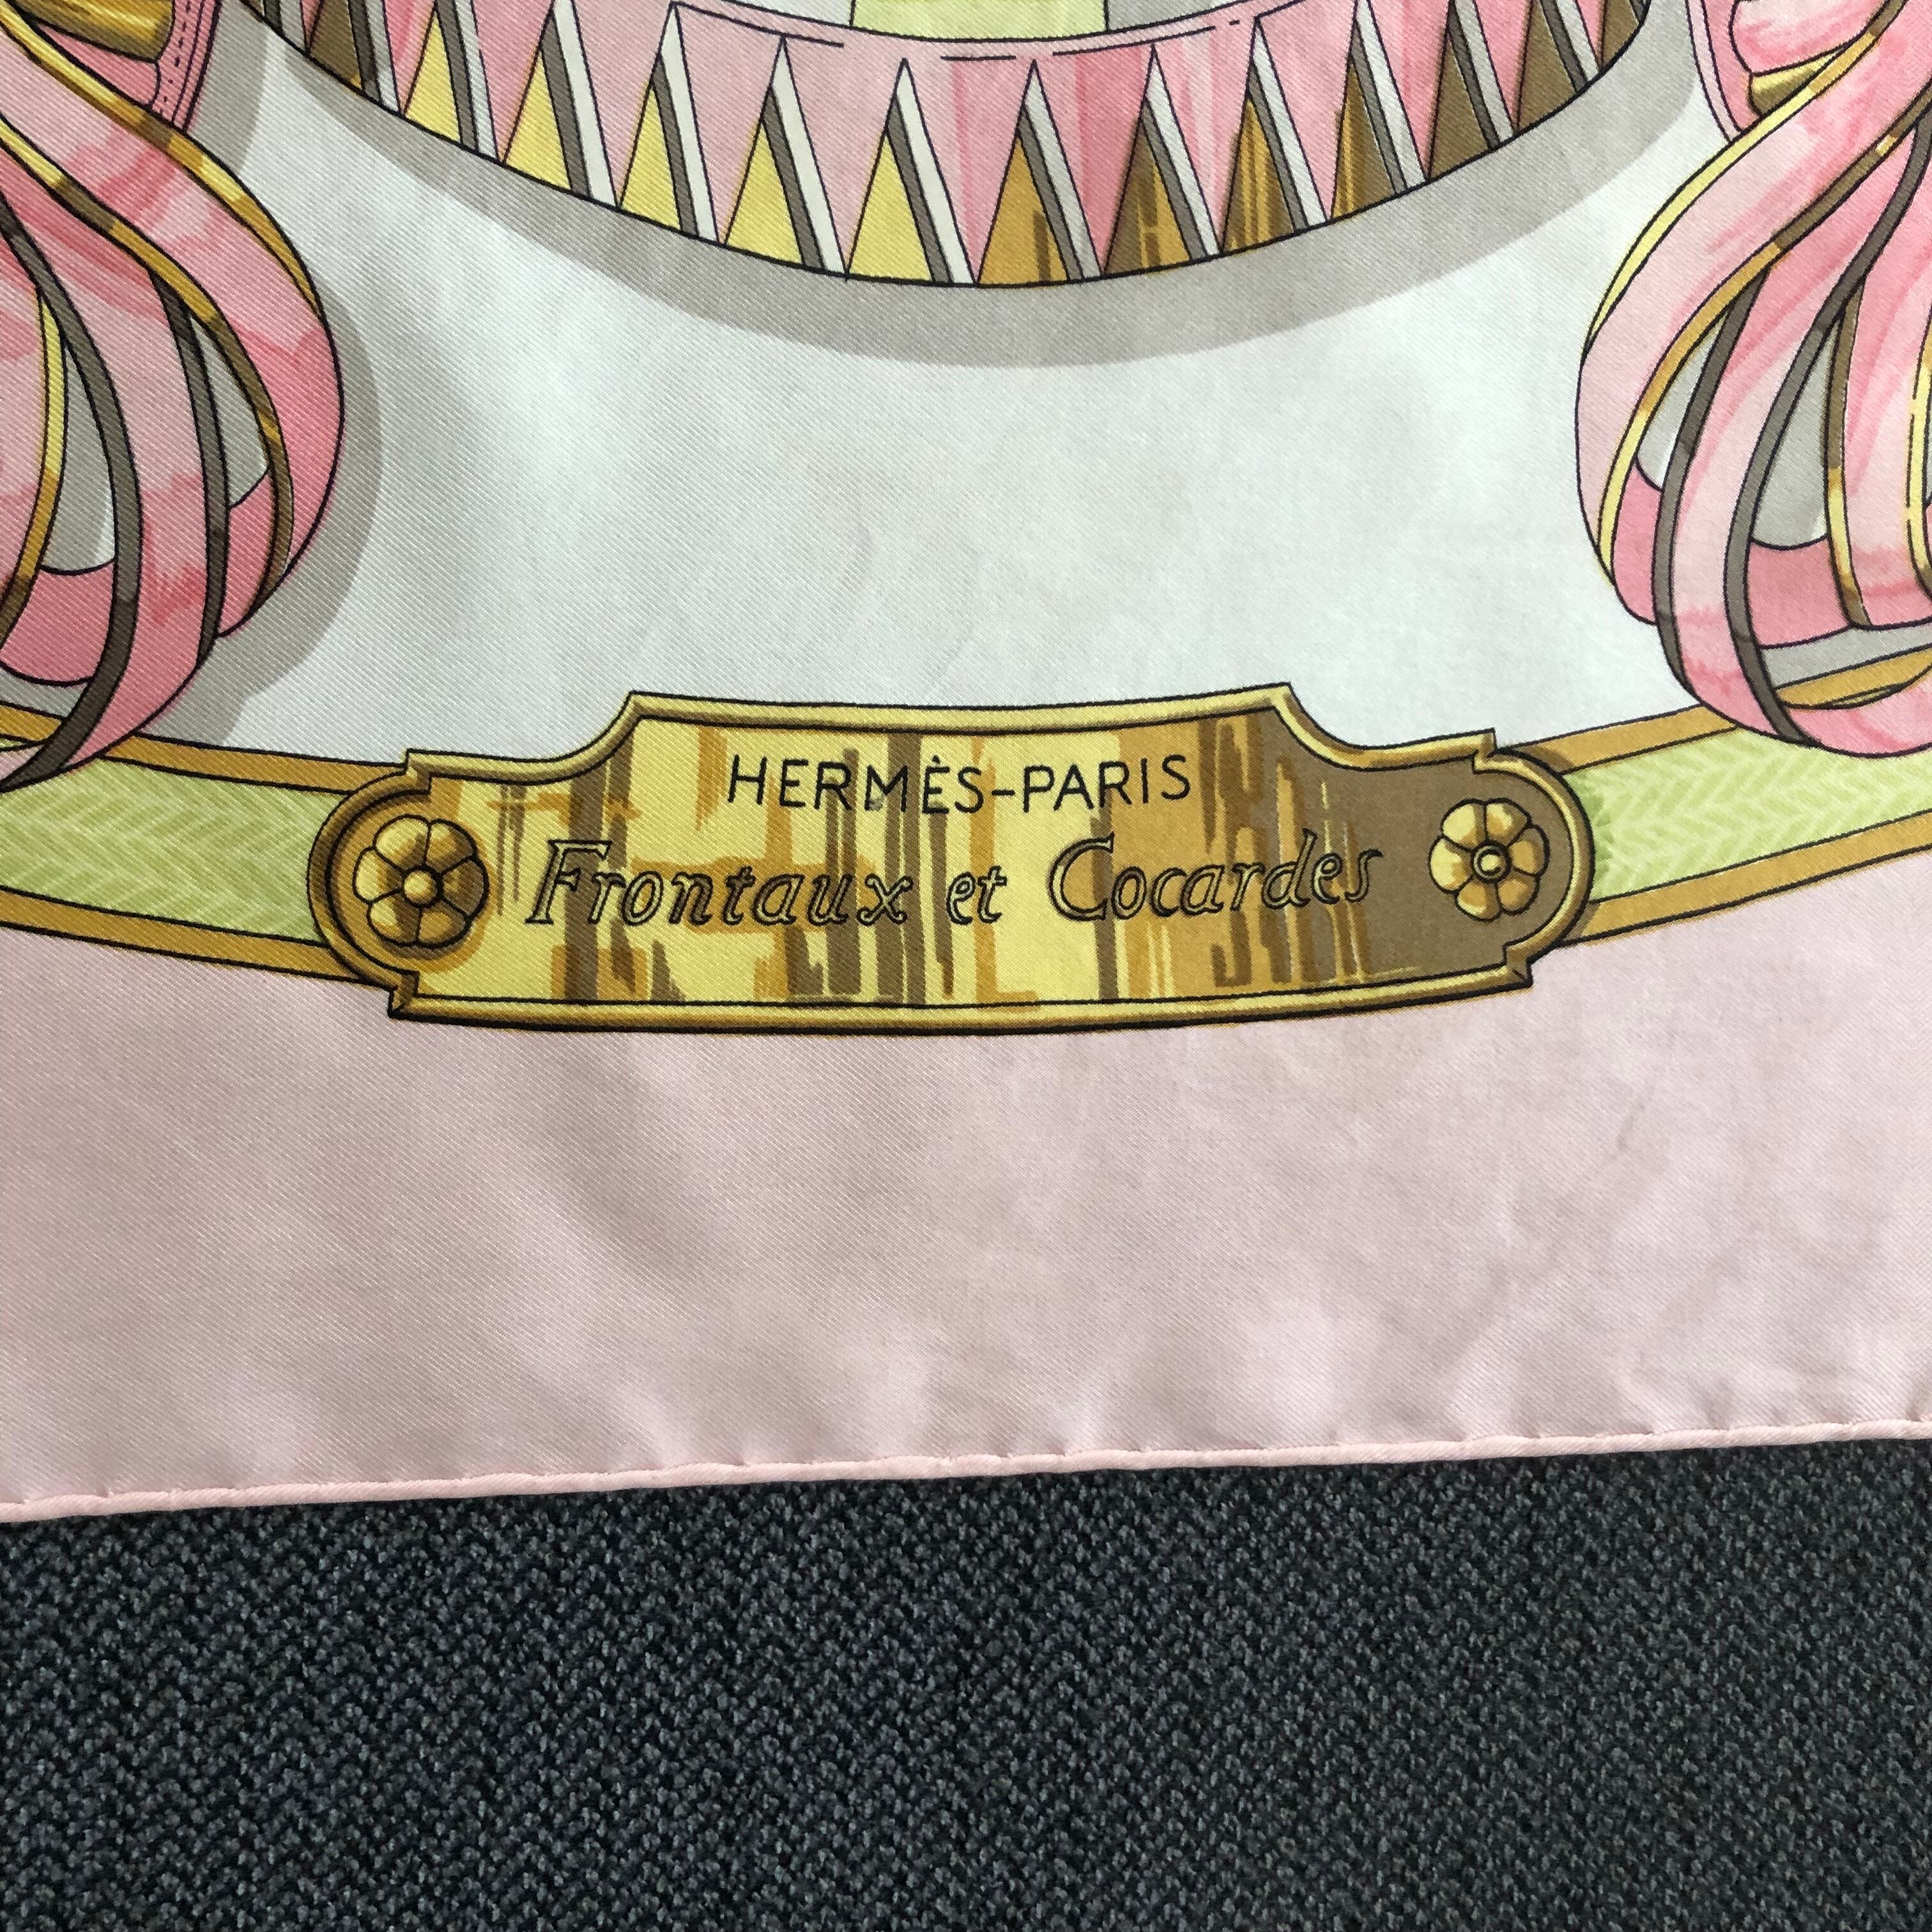 HERMÈS-PARIS
Frontaux et Cocardes